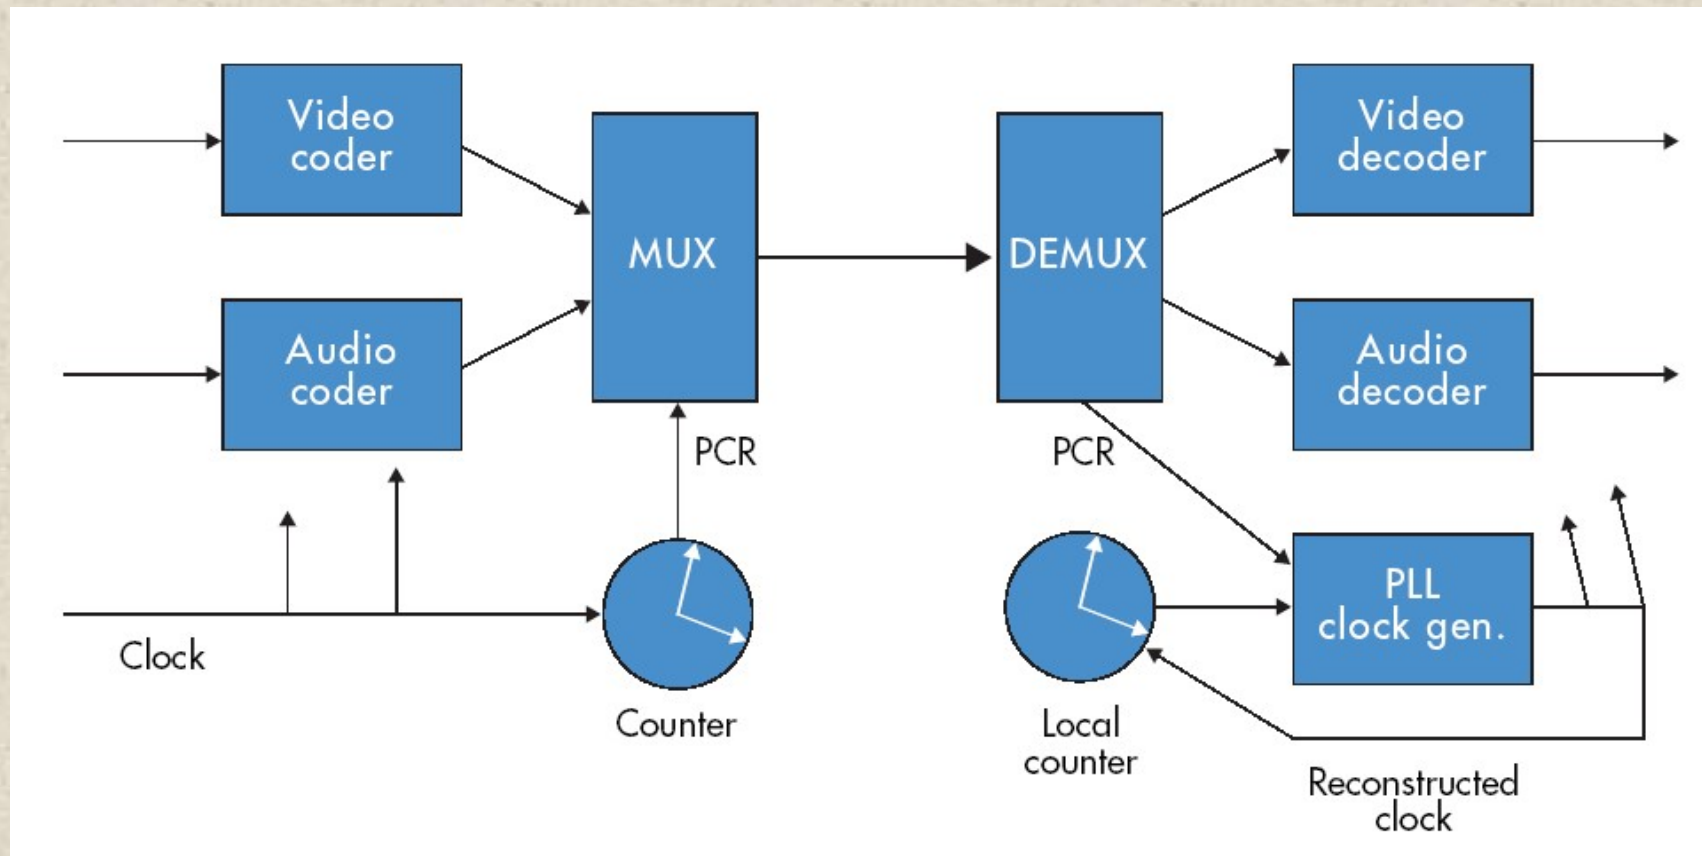 Video
coder
Video
decoder
MUX
DEMUX
Audio
coder
Audio
decoder
PCR
PCR
PLL
clock gen.
Clock
Counter
Local
counter
Reconstructed
clock